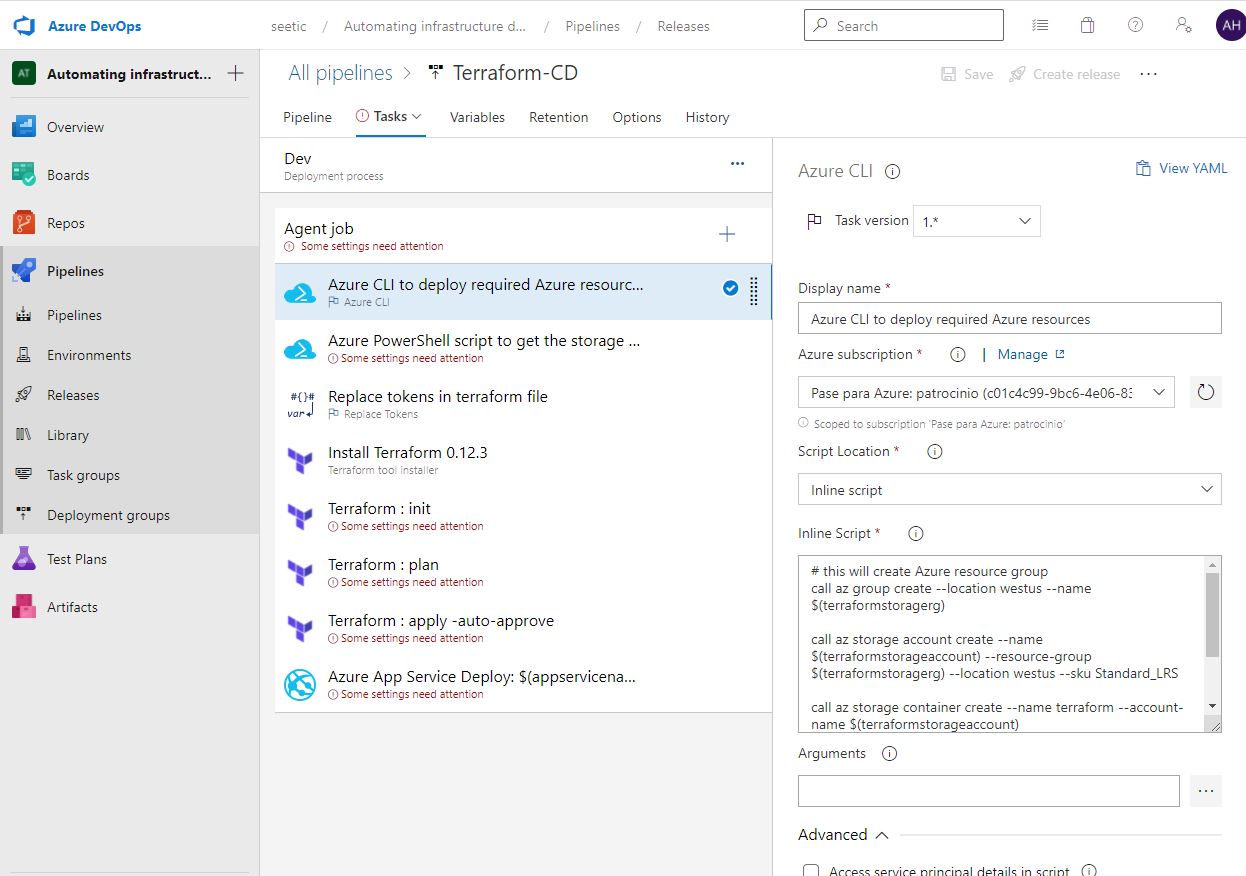 Azure DevOps
seetic / Automating infrastructure d... / Pipelines / Releases
Search
AH
AT
Automating infrastruct...
Overview
Boards
Repos
Pipelines
Pipelines
Environments
Releases
Library
Task groups
Deployment groups
Test Plans
Artifacts
All pipelines > Terraform-CD
Save
Create release
...
Pipeline
Tasks
Variables
Retention
Options
History
Dev
Deployment process
...
Agent job
Some settings need attention
Azure CLI to deploy required Azure resourc...
Azure CLI
Azure PowerShell script to get the storage ...
Some settings need attention
#{}#
var
Replace tokens in terraform file
Replace Tokens
Install Terraform 0.12.3
Terraform tool installer
Terraform : init
Some settings need attention
Terraform : plan
Some settings need attention
Terraform : apply -auto-approve
Some settings need attention
Azure App Service Deploy: $(appservicena...
Some settings need attention
Azure CLI
View YAML
Task version
1.*
Display name *
Azure CLI to deploy required Azure resources
Azure subscription *
| Manage
Pase para Azure: patrocinio (c01c4c99-9bc6-4e06-83
Scoped to subscription 'Pase para Azure: patrocinio'
Script Location *
Inline script
Inline Script *
# this will create Azure resource group
call az group create --location westus --name
$(terraformstoragerg)
call az storage account create --name
$(terraformstorageaccount) --resource-group
$(terraformstoragerg) --location westus --sku Standard_LRS
call az storage container create --name terraform --account-
name $(terraformstorageaccount)
Arguments
...
Advanced
Access service principal details in script